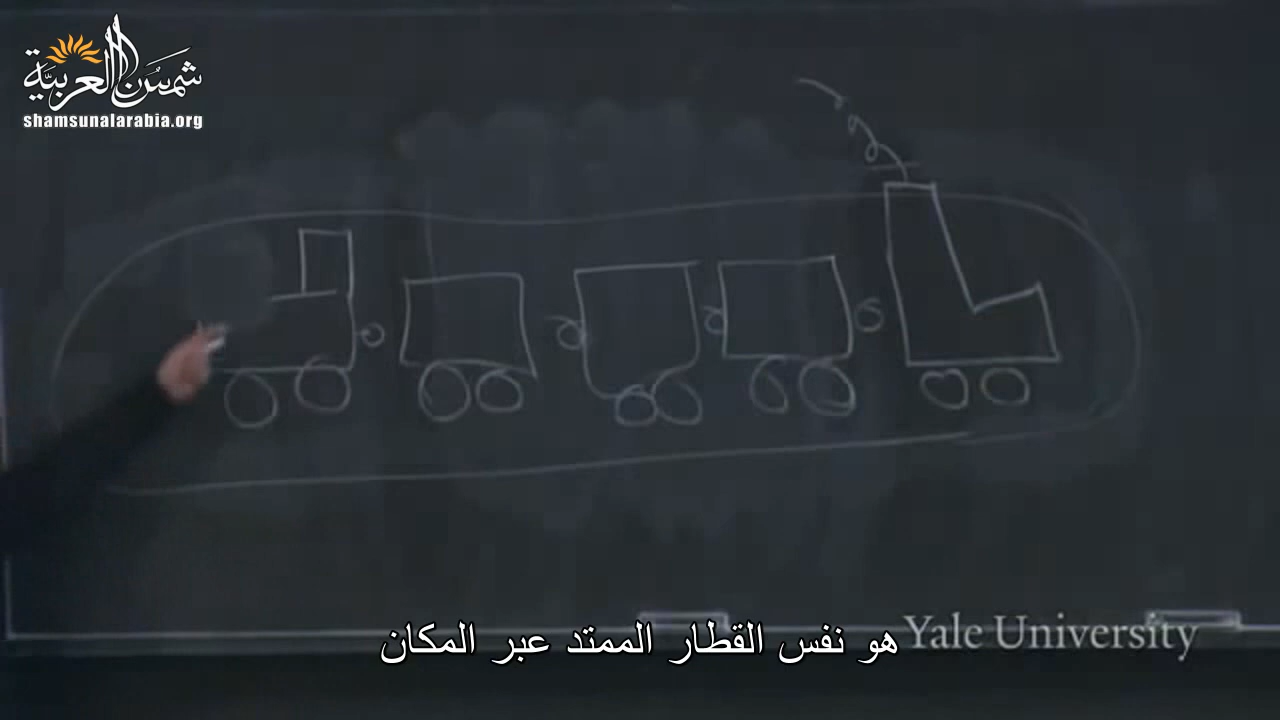 شمس العربية
shamsunalarabia.org
هو نفس القطار الممتد عبر المكان
Yale University